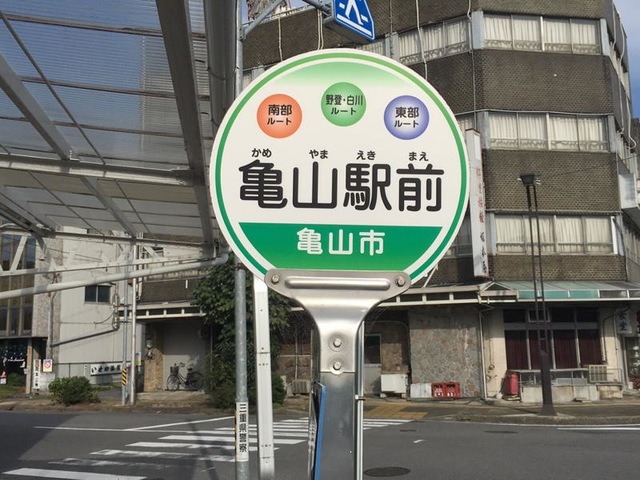 南部
ルート
野登・白川
ルート
東部
ルート
かめ やま えき まえ
亀山駅前
亀山市
三重県警察